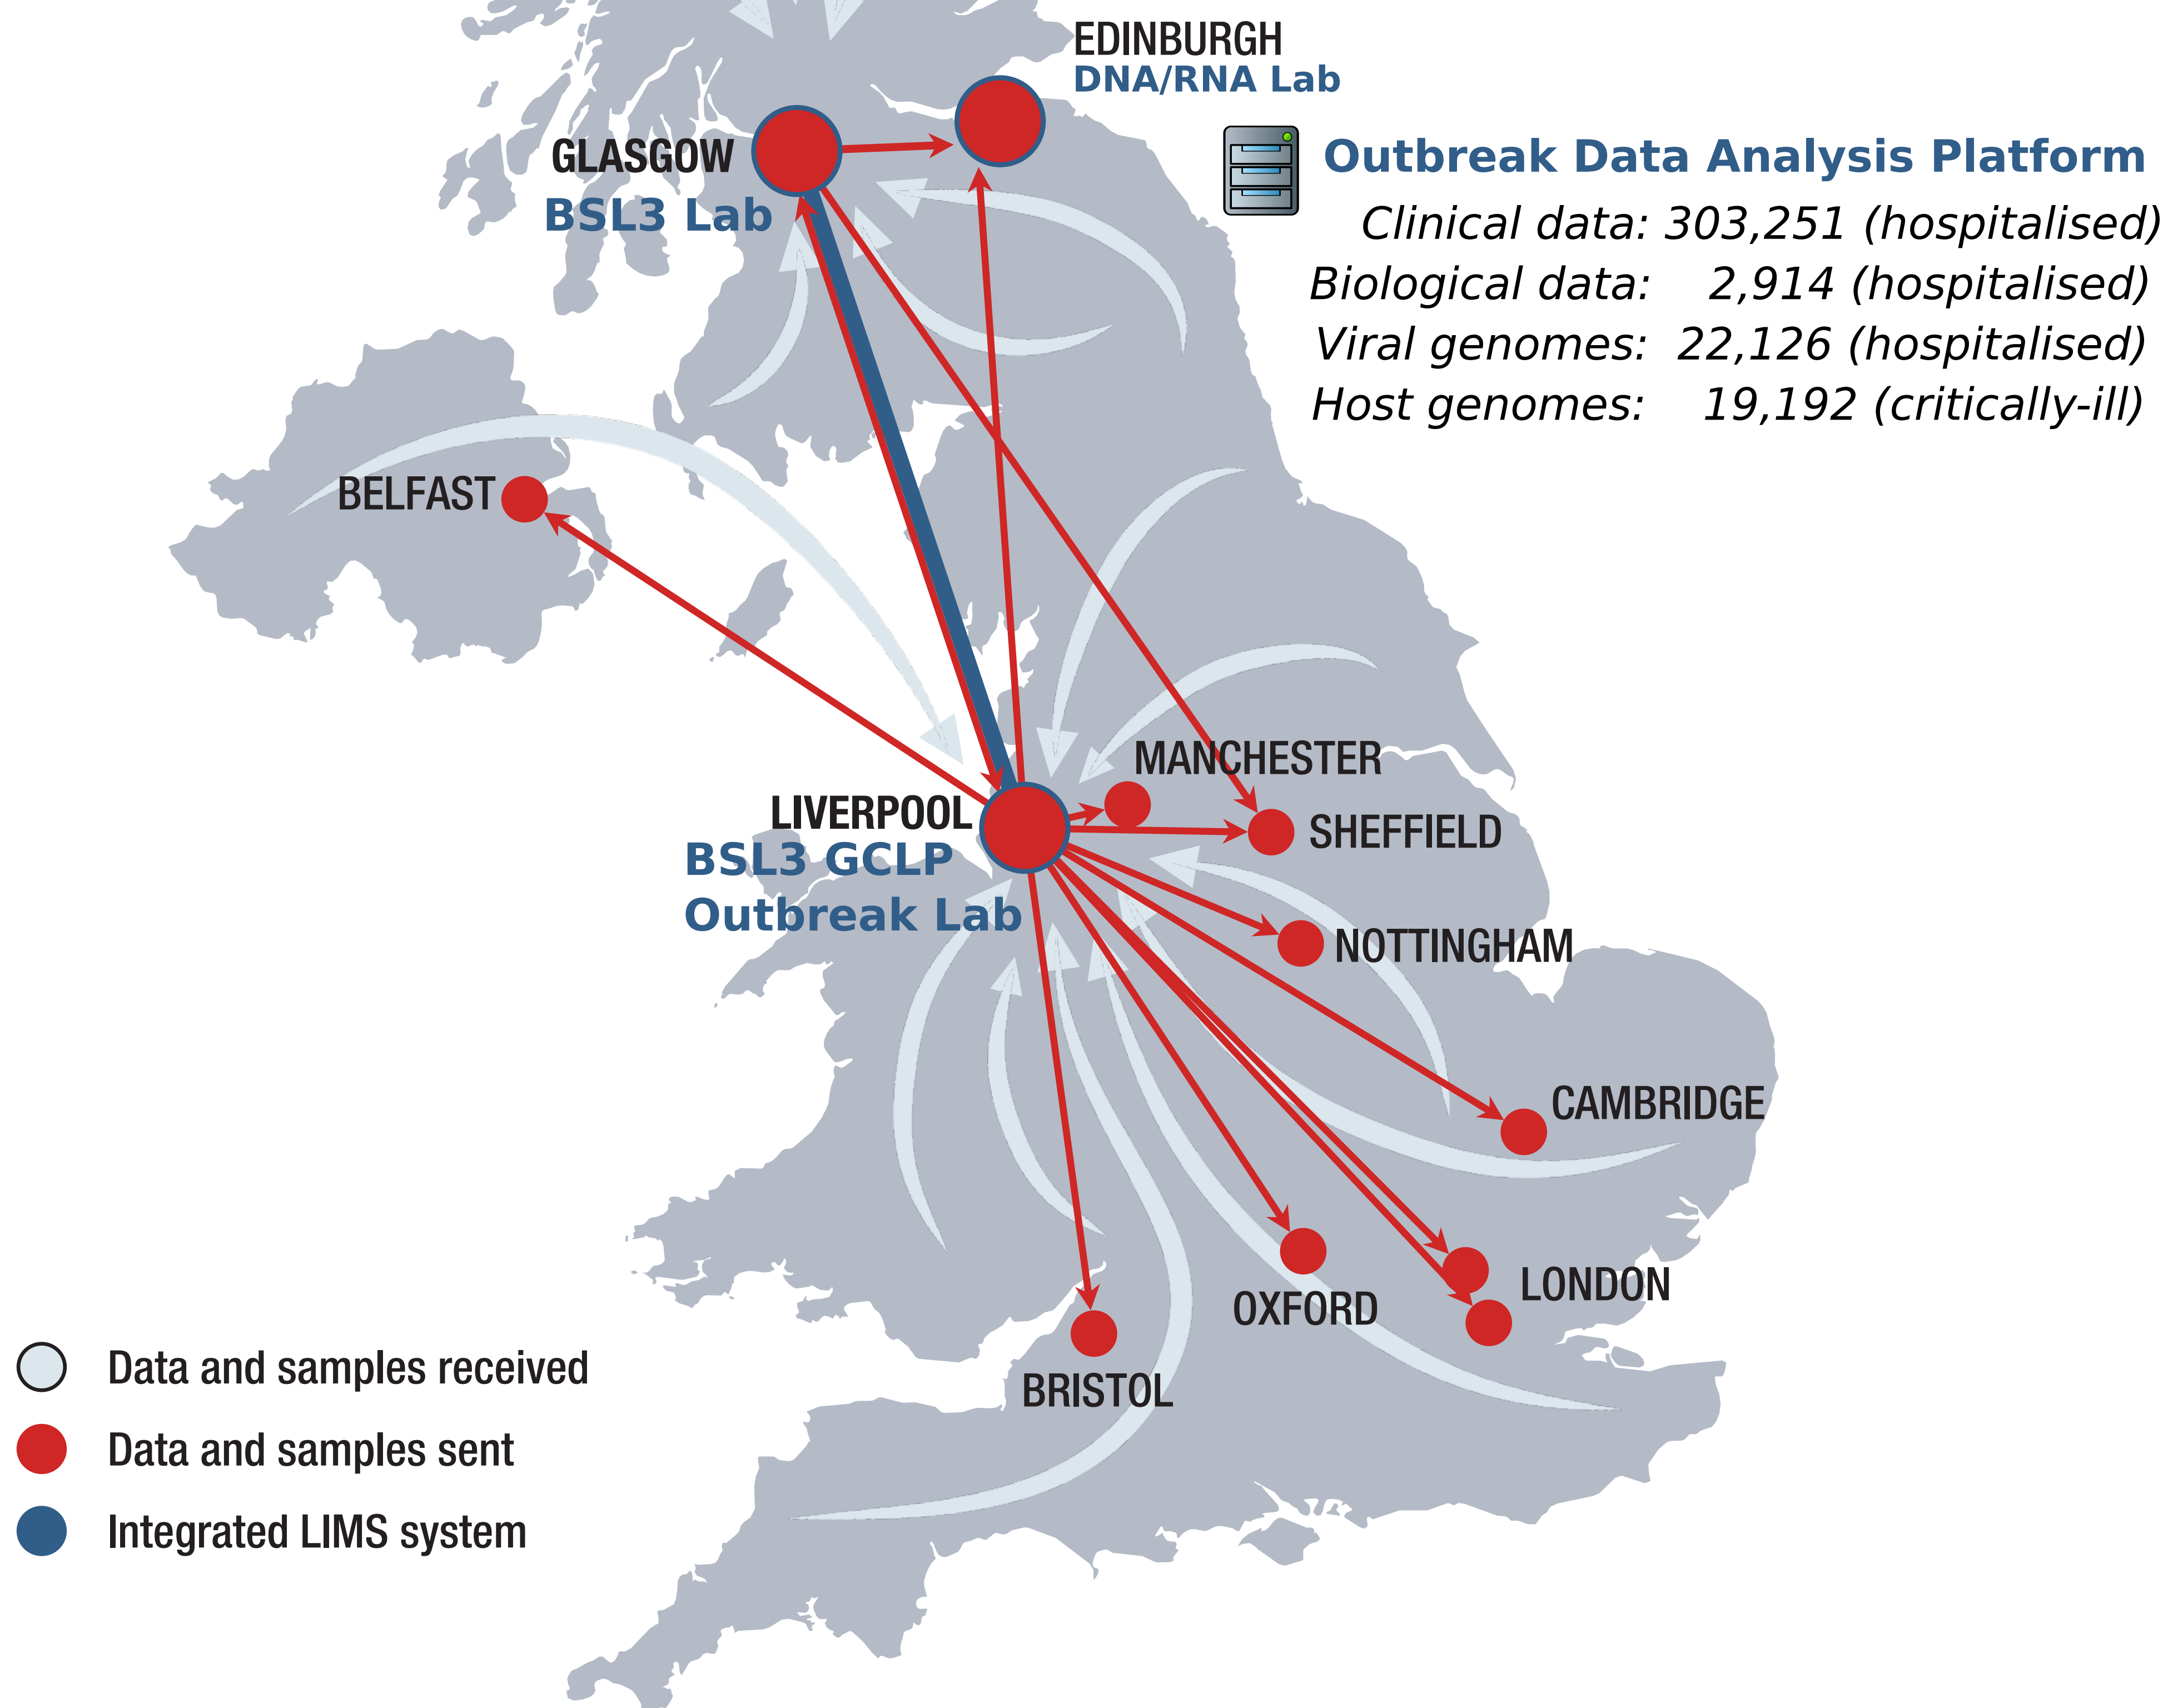 EDINBURGH
DNA/RNA Lab
GLASGOW
BSL3 Lab
Outbreak Data Analysis Platform
Clinical data: 303,251 (hospitalised)
Biological data: 2,914 (hospitalised)
Viral genomes: 22,126 (hospitalised)
Host genomes: 19,192 (critically-ill)
BELFAST
MANCHESTER
LIVERPOOL
BSL3 GCLP
Outbreak Lab
SHEFFIELD
NOTTINGHAM
CAMBRIDGE
LONDON
OXFORD
BRISTOL
Data and samples received
Data and samples sent
Integrated LIMS system